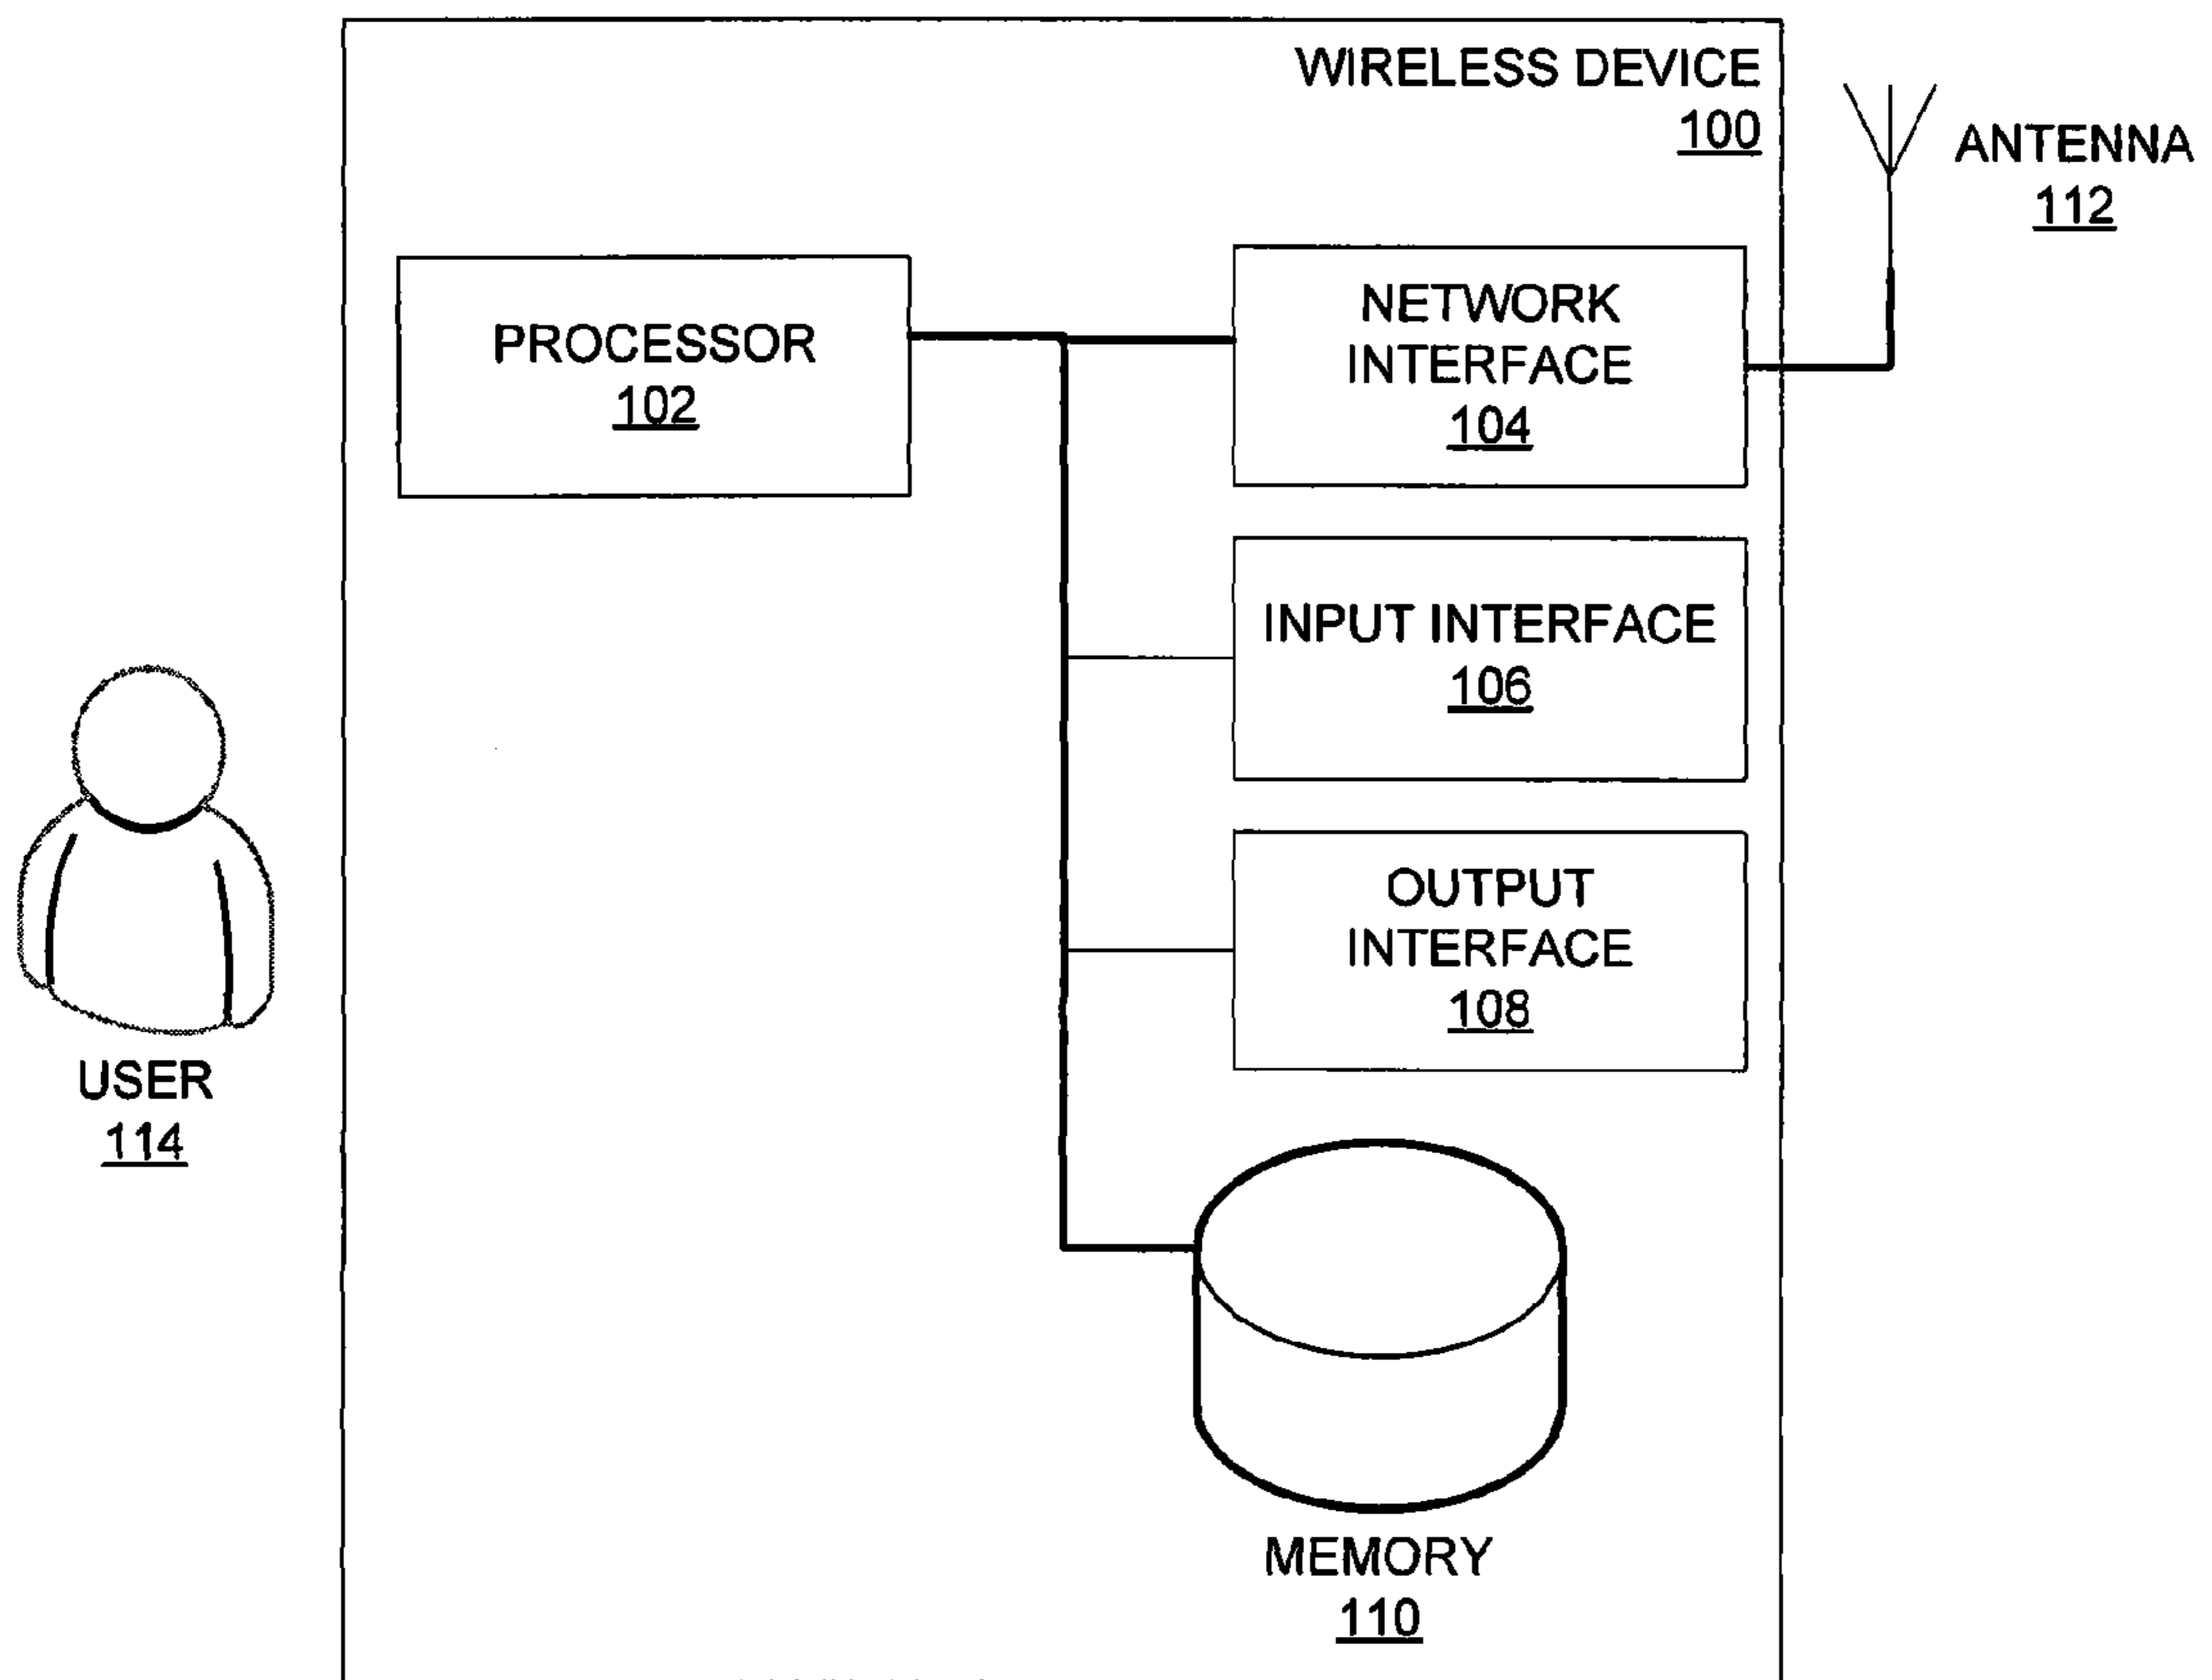 WIRELESS DEVICE
100
ANTENNA
112
PROCESSOR
102
NETWORK
INTERFACE
104
INPUT INTERFACE
106
OUTPUT
INTERFACE
108
USER
114
MEMORY
110